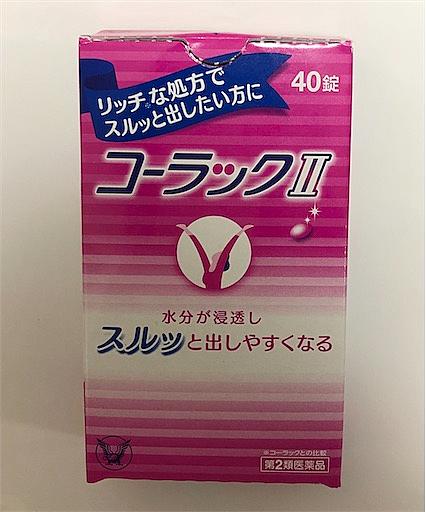 リッチ※な処方で
スルッと出したい方に
40錠
コーラックII
水分が浸透し
スルッと出しやすくなる
※コーラックとの比較
第2類医薬品